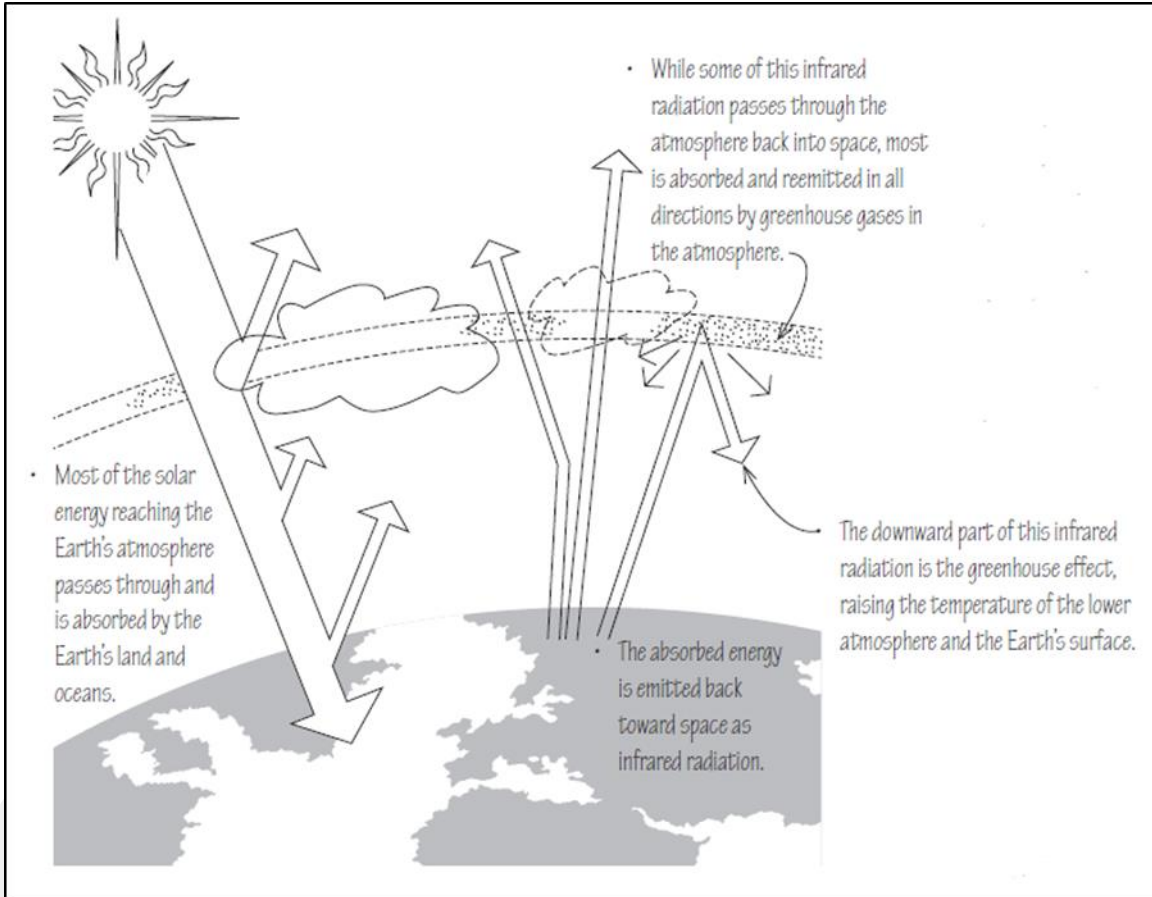 • While some of this infrared
radiation passes through the
atmosphere back into space, most
is absorbed and reemitted in all
directions by greenhouse gases in
the atmosphere.
• Most of the solar
energy reaching the
Earth's atmosphere
passes through and
is absorbed by the
Earth's land and
oceans.
• The downward part of this infrared
radiation is the greenhouse effect,
raising the temperature of the lower
atmosphere and the Earth's surface.
• The absorbed energy
is emitted back
toward space as
infrared radiation.